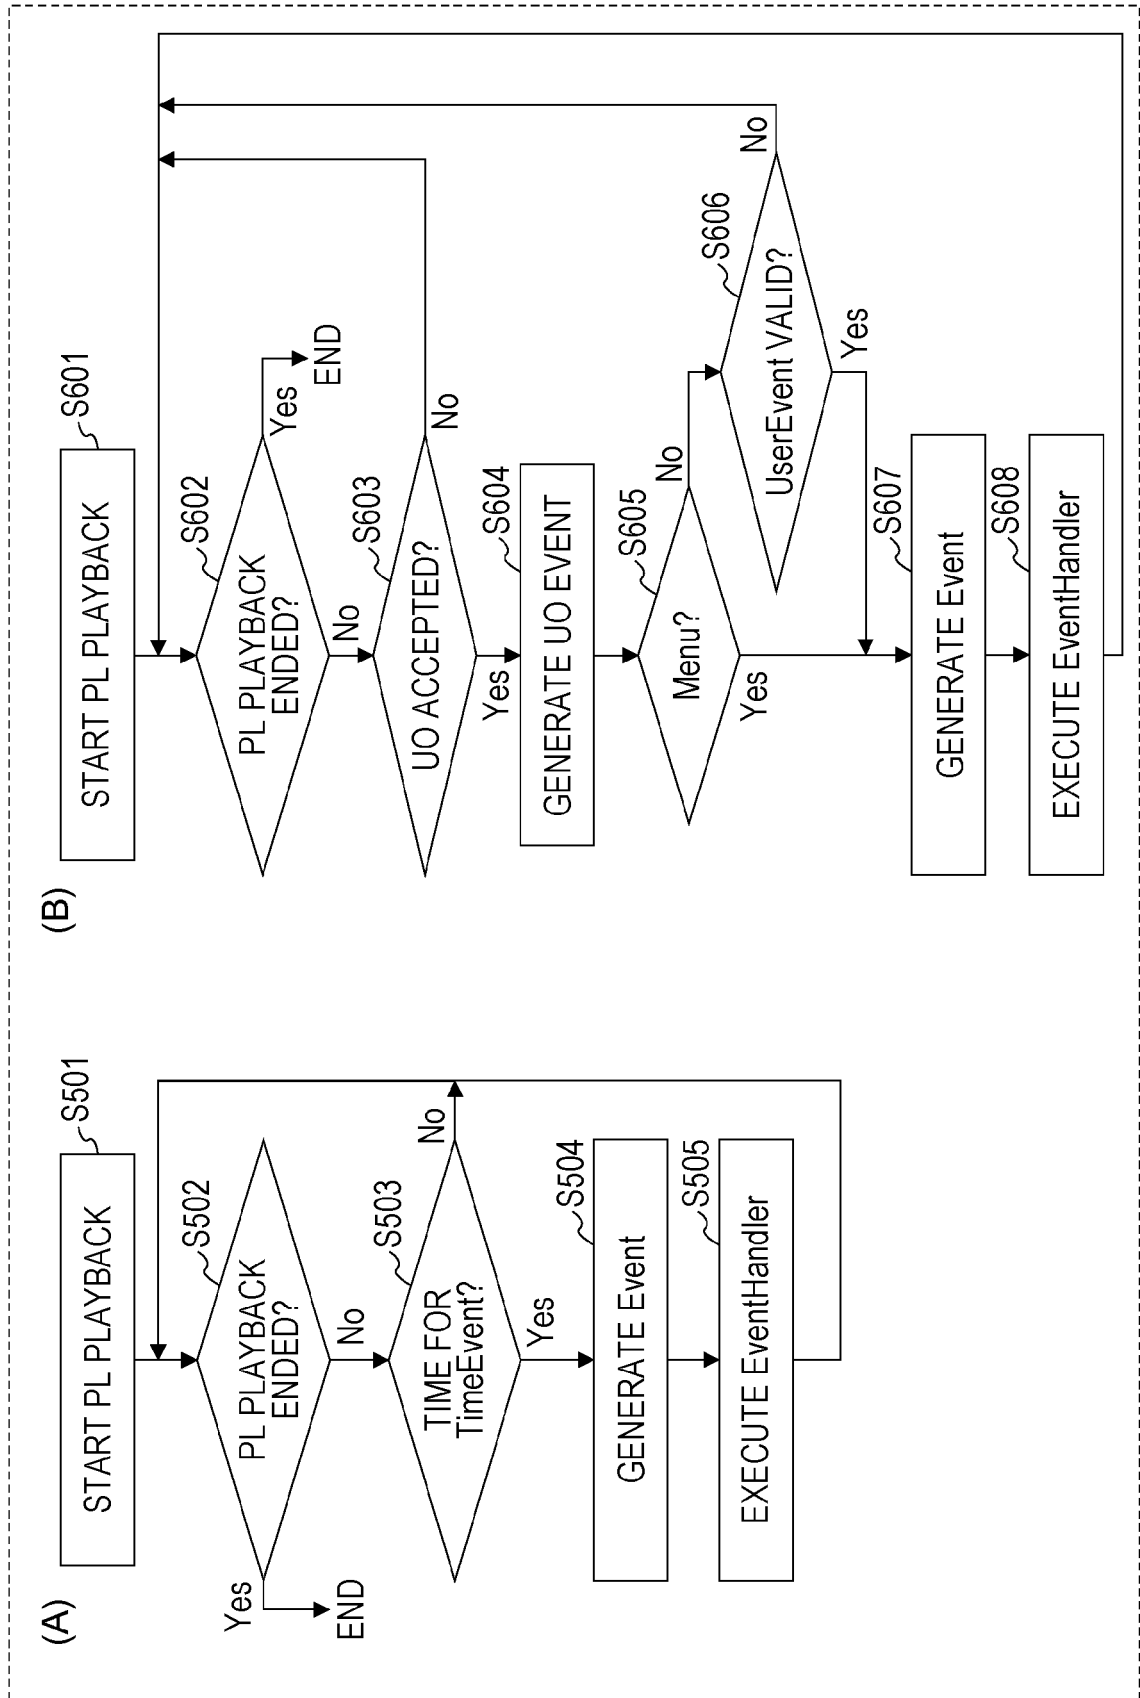 (A)
START PL PLAYBACK
S501
PL PLAYBACK
ENDED?
S502
Yes
END
No
TIME FOR
TimeEvent?
S503
No
Yes
GENERATE Event
S504
EXECUTE EventHandler
S505
(B)
START PL PLAYBACK
S601
PL PLAYBACK
ENDED?
S602
Yes
END
No
UO ACCEPTED?
S603
No
Yes
GENERATE UO EVENT
S604
Menu?
S605
No
Yes
UserEvent VALID?
S606
No
Yes
GENERATE Event
S607
EXECUTE EventHandler
S608